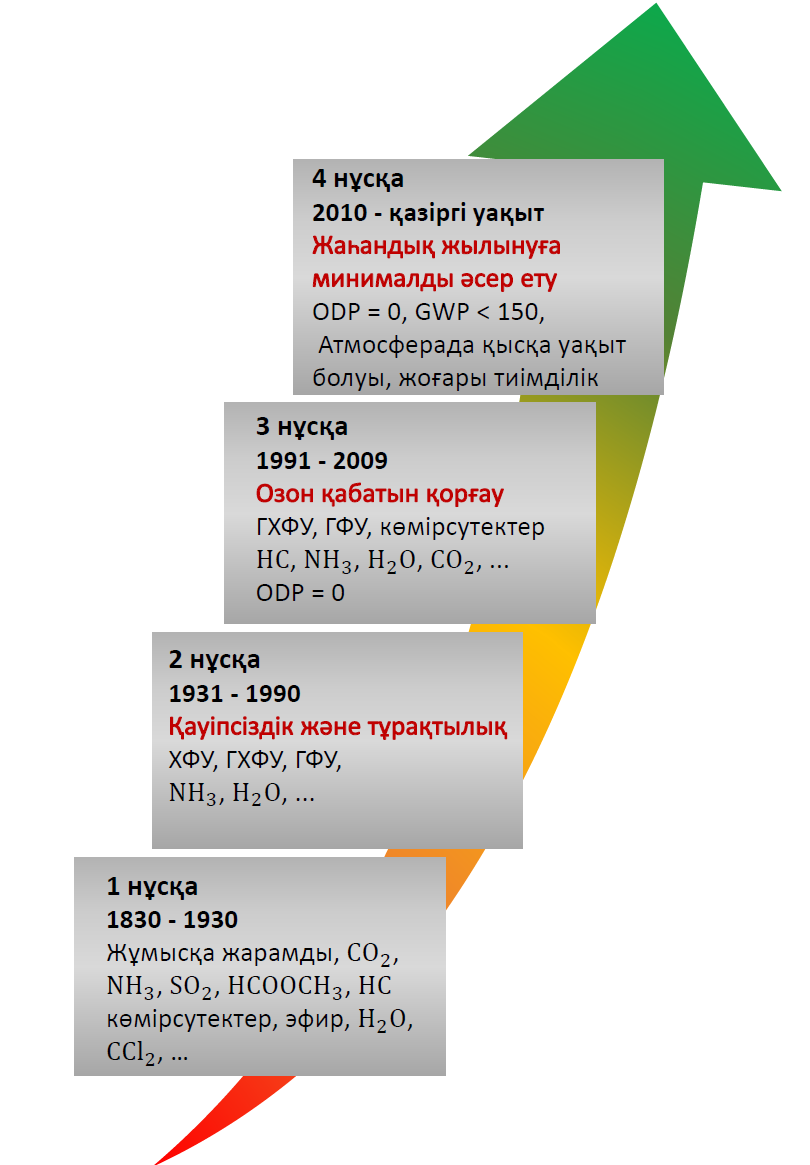 4 нұсқа
2010 - қазіргі уақыт
Жаһандық жылынуға
минималды әсер ету
ODP = 0, GWP < 150,
Атмосферада қысқа уақыт
болуы, жоғары тиімділік
3 нұсқа
1991 - 2009
Озон қабатын қорғау
ГХФУ, ГФУ, көмірсутектер
HC, NH₃, H₂O, CO₂, ...
ODP = 0
2 нұсқа
1931 - 1990
Қауіпсіздік және тұрақтылық
ХФУ, ГХФУ, ГФУ,
NH₃, H₂O, ...
1 нұсқа
1830 - 1930
Жұмысқа жарамды, CO₂,
NH₃, SO₂, HCOOCH₃, HC
көмірсутектер, эфир, H₂O,
CCl₂, ...